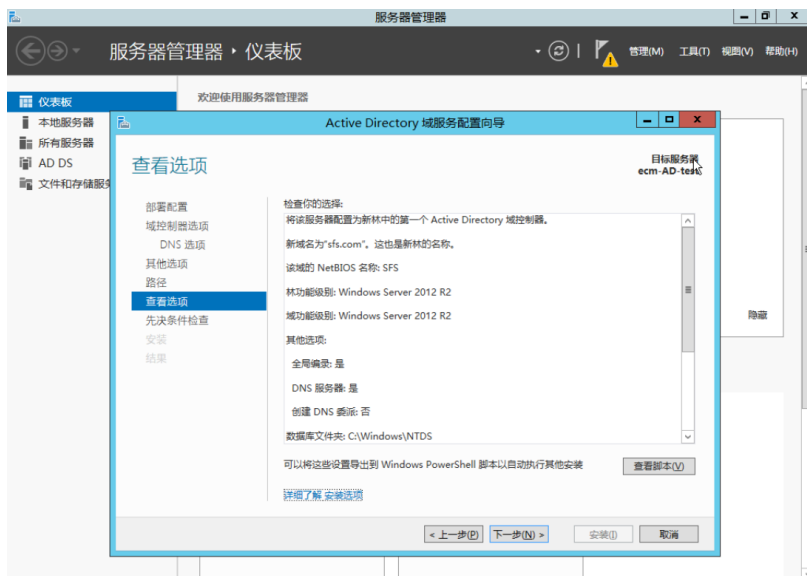 服务器管理器
服务器管理器 · 仪表板
管理(M) 工具(T) 视图(V) 帮助(H)
欢迎使用服务器管理器
仪表板
本地服务器
所有服务器
AD DS
文件和存储服务
Active Directory 域服务配置向导
查看选项
目标服务器
ecm-AD-test
部署配置
域控制器选项
DNS 选项
其他选项
路径
查看选项
先决条件检查
安装
结果
检查你的选择:
将该服务器配置为新林中的第一个 Active Directory 域控制器。
新域名为"sfs.com"。这也是新林的名称。
该域的 NetBIOS 名称: SFS
林功能级别: Windows Server 2012 R2
域功能级别: Windows Server 2012 R2
其他选项:
全局编录: 是
DNS 服务器: 是
创建 DNS 委派: 否
数据库文件夹: C:\Windows\NTDS
可以将这些设置导出到 Windows PowerShell 脚本以自动执行其他安装
查看脚本(V)
详细了解 安装选项
< 上一步(P) 下一步(N) > 安装(I) 取消
隐藏